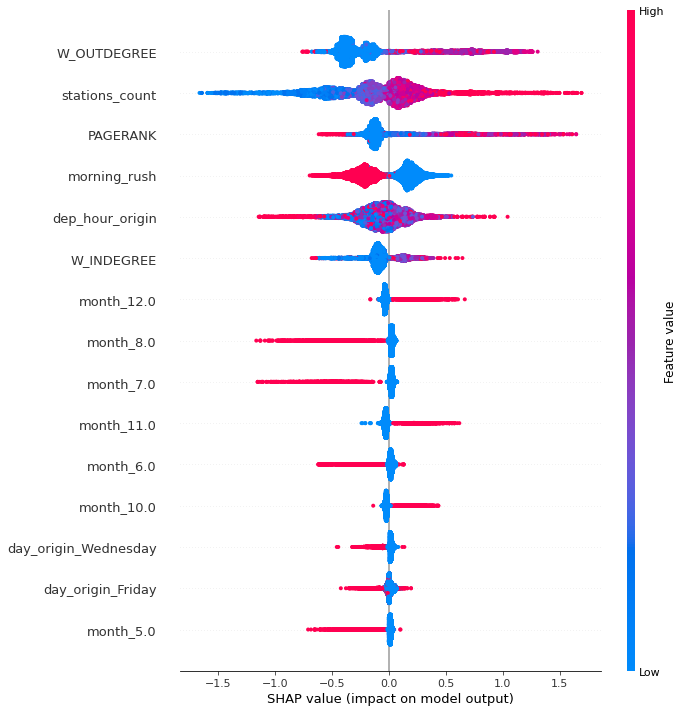 High
W_OUTDEGREE
stations_count
PAGERANK
morning_rush
dep_hour_origin
W_INDEGREE
month_12.0
month_8.0
month_7.0
month_11.0
month_6.0
month_10.0
day_origin_Wednesday
day_origin_Friday
month_5.0
Feature value
Low
−1.5 −1.0 −0.5 0.0 0.5 1.0 1.5
SHAP value (impact on model output)